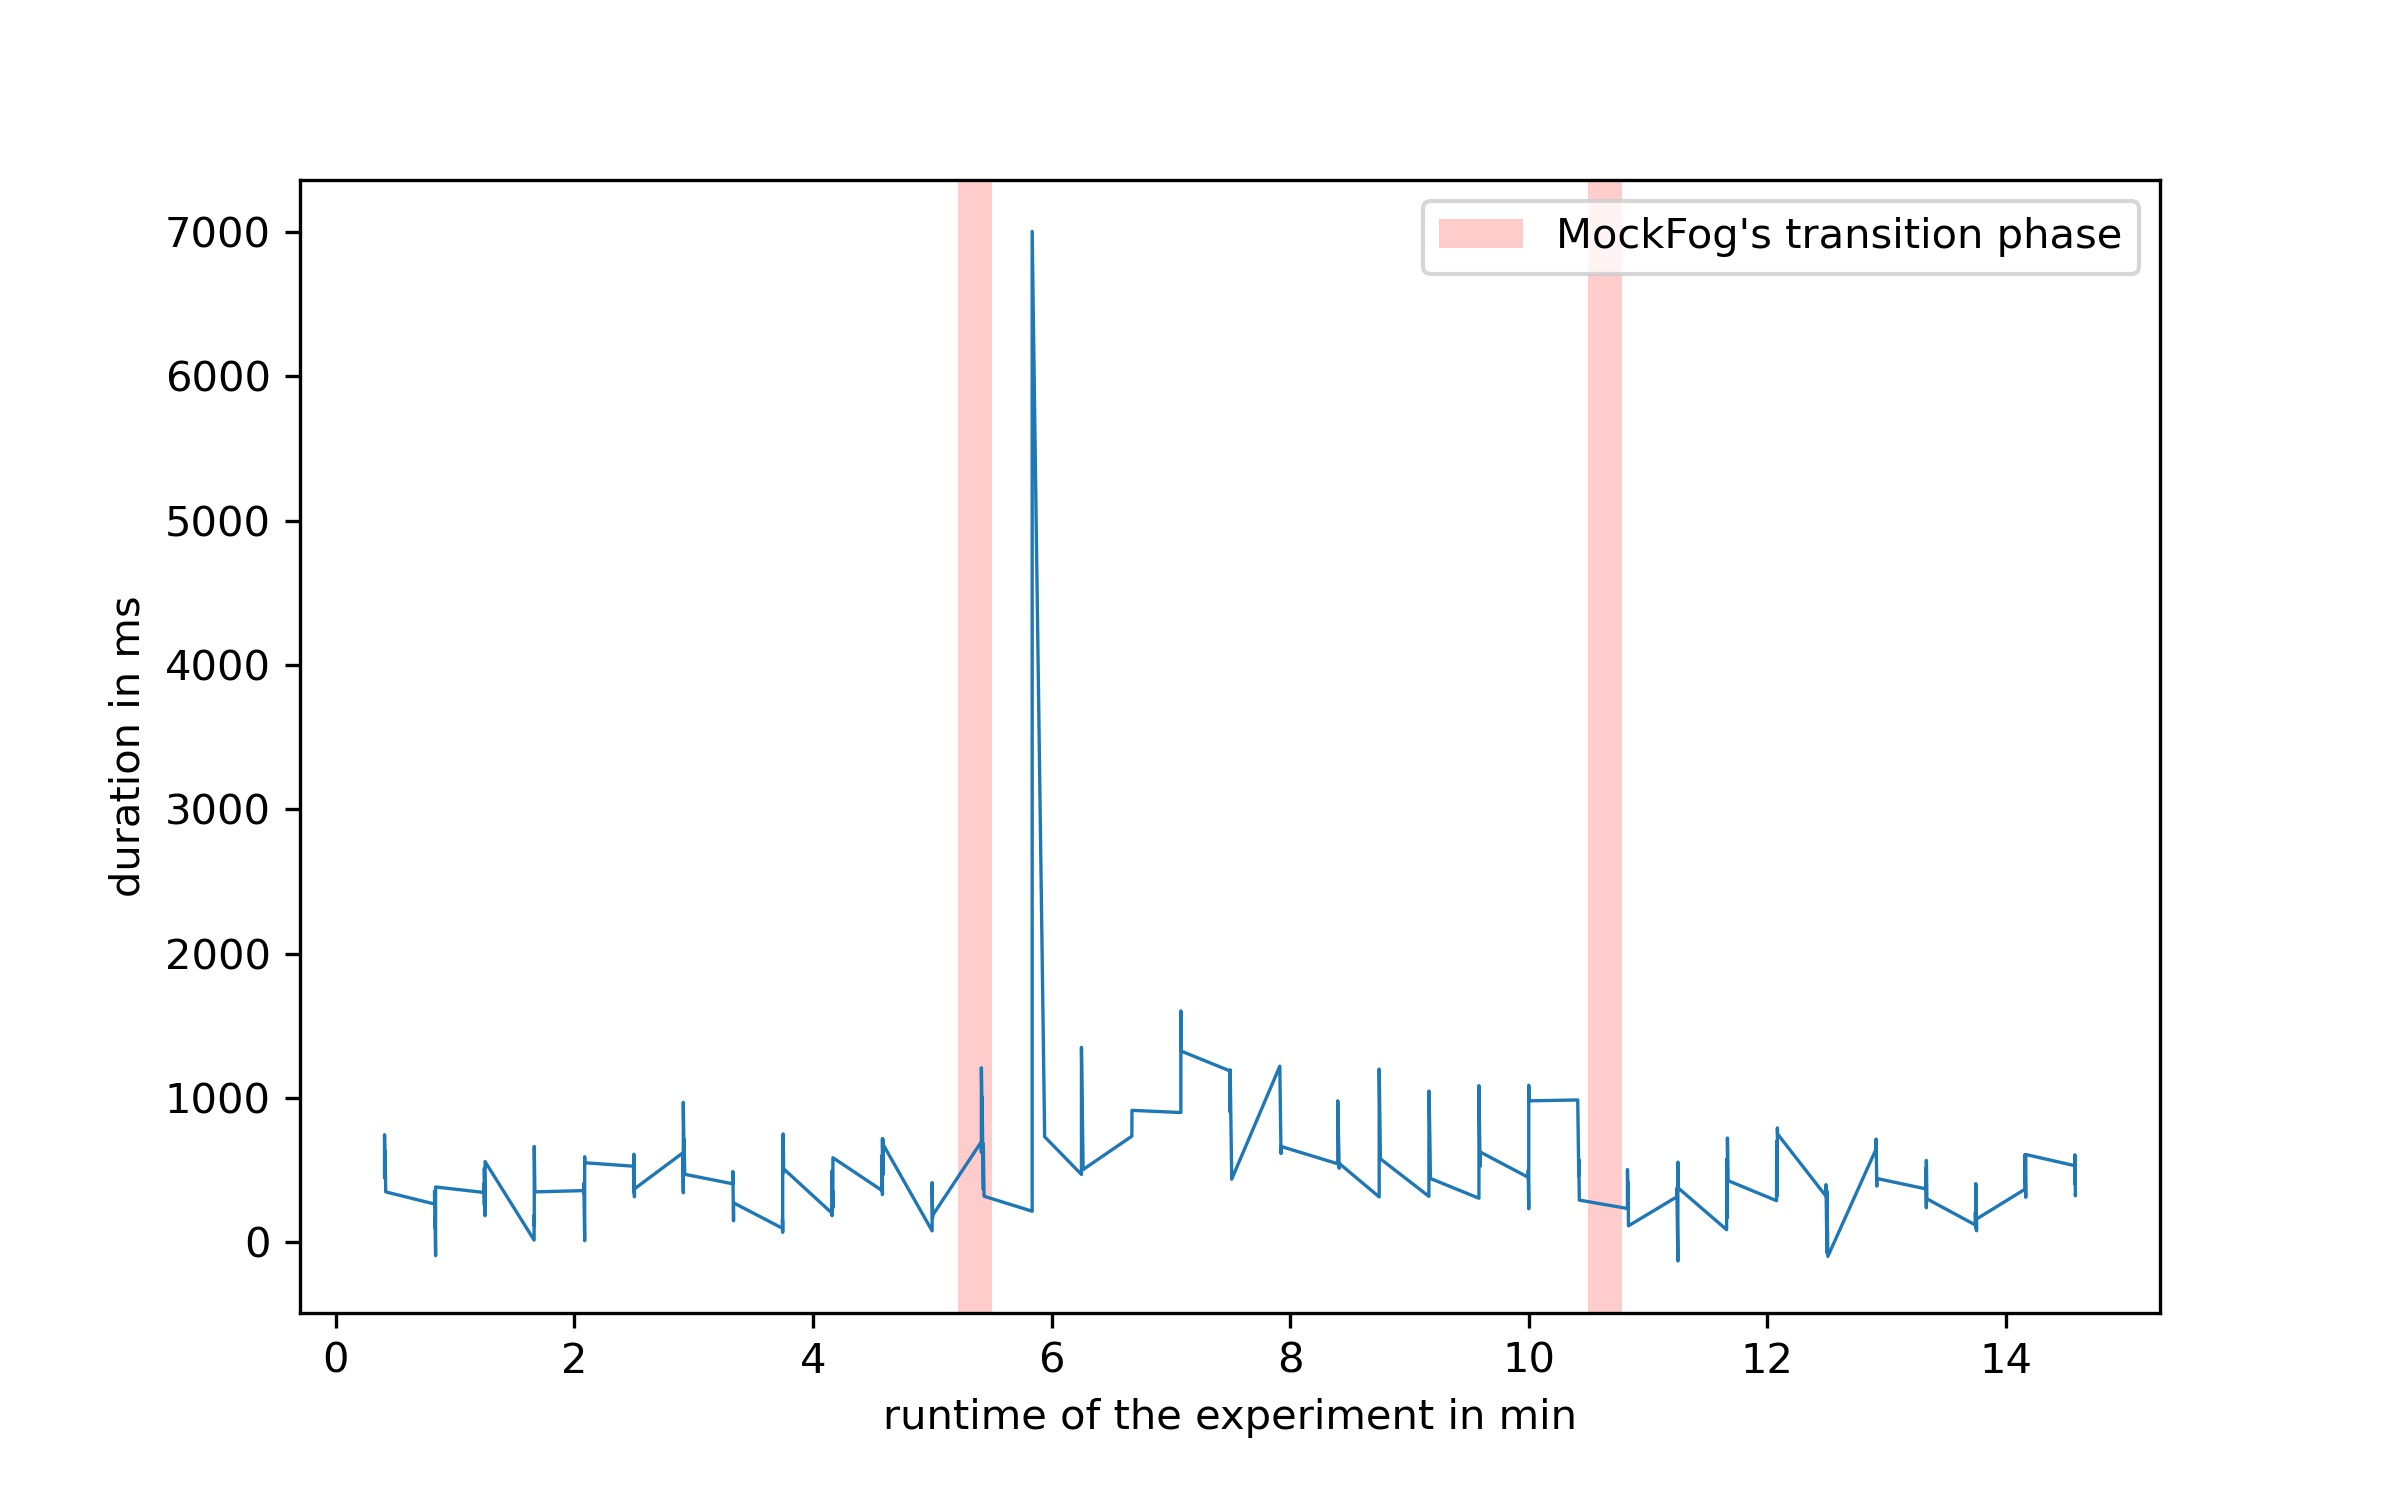 MockFog's transition phase
7000
6000
5000
4000
3000
2000
1000
0
duration in ms
0 2 4 6 8 10 12 14
runtime of the experiment in min